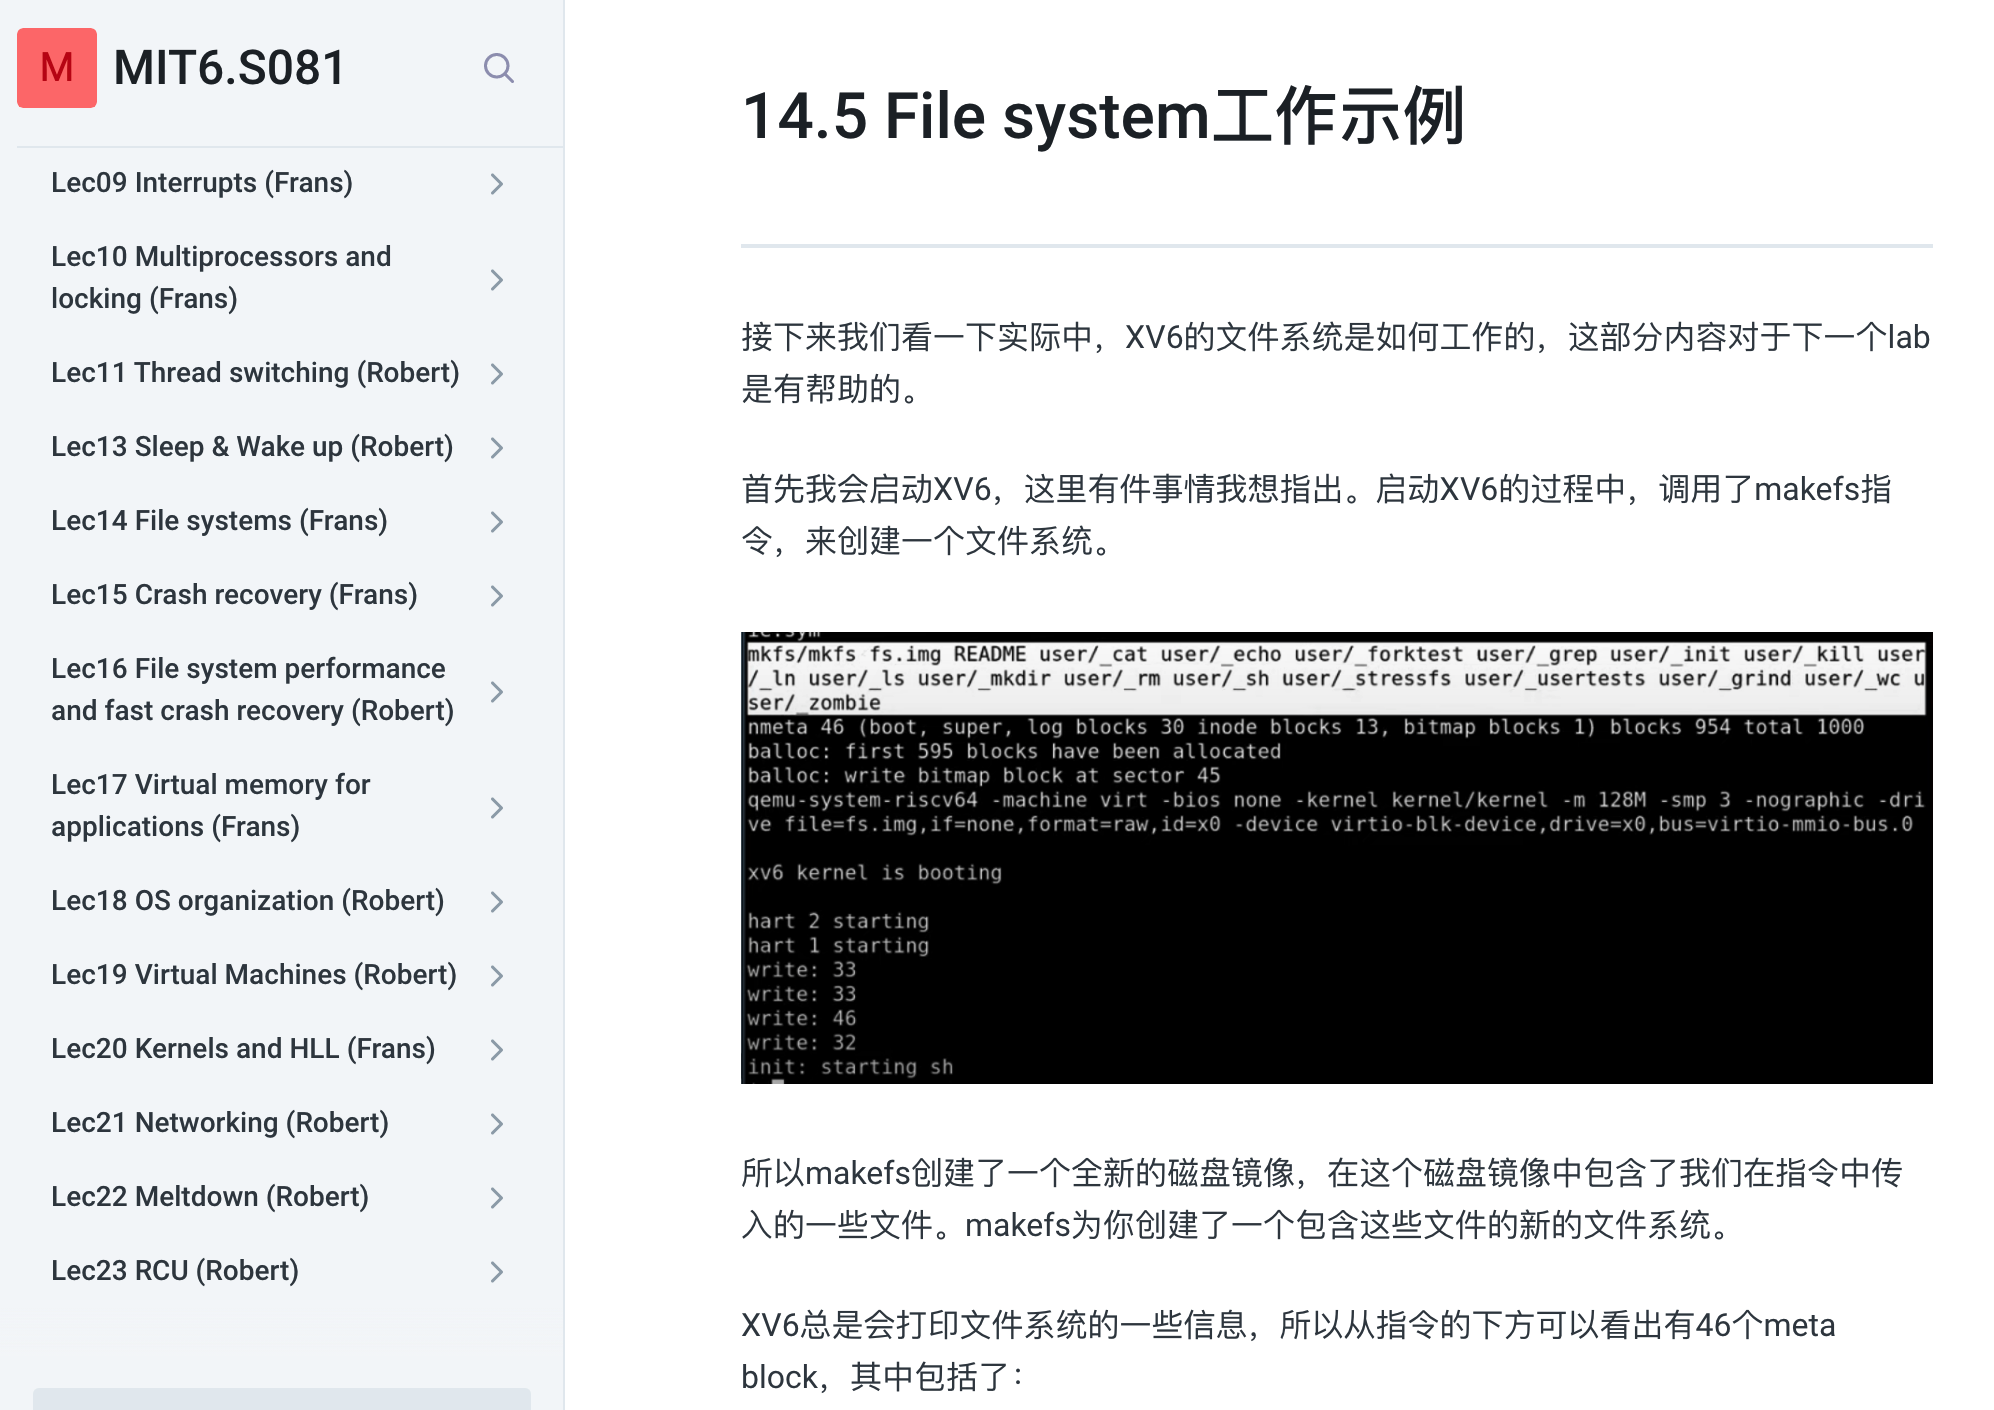 M MIT6.S081
Lec09 Interrupts (Frans)
Lec10 Multiprocessors and
locking (Frans)
Lec11 Thread switching (Robert)
Lec13 Sleep & Wake up (Robert)
Lec14 File systems (Frans)
Lec15 Crash recovery (Frans)
Lec16 File system performance
and fast crash recovery (Robert)
Lec17 Virtual memory for
applications (Frans)
Lec18 OS organization (Robert)
Lec19 Virtual Machines (Robert)
Lec20 Kernels and HLL (Frans)
Lec21 Networking (Robert)
Lec22 Meltdown (Robert)
Lec23 RCU (Robert)
14.5 File system工作示例
接下来我们看一下实际中，XV6的文件系统是如何工作的，这部分内容对于下一个lab
是有帮助的。
首先我会启动XV6，这里有件事情我想指出。启动XV6的过程中，调用了makefs指
令，来创建一个文件系统。
mkfs/mkfs fs.img README user/_cat user/_echo user/_forktest user/_grep user/_init user/_kill user
/_ln user/_ls user/_mkdir user/_rm user/_sh user/_stressfs user/_usertests user/_grind user/_wc u
ser/_zombie
nmeta 46 (boot, super, log blocks 30 inode blocks 13, bitmap blocks 1) blocks 954 total 1000
balloc: first 595 blocks have been allocated
balloc: write bitmap block at sector 45
qemu-system-riscv64 -machine virt -bios none -kernel kernel/kernel -m 128M -smp 3 -nographic -dri
ve file=fs.img,if=none,format=raw,id=x0 -device virtio-blk-device,drive=x0,bus=virtio-mmio-bus.0
xv6 kernel is booting
hart 2 starting
hart 1 starting
write: 33
write: 33
write: 46
write: 32
init: starting sh
所以makefs创建了一个全新的磁盘镜像，在这个磁盘镜像中包含了我们在指令中传
入的一些文件。makefs为你创建了一个包含这些文件的新的文件系统。
XV6总是会打印文件系统的一些信息，所以从指令的下方可以看出有46个meta
block，其中包括了：